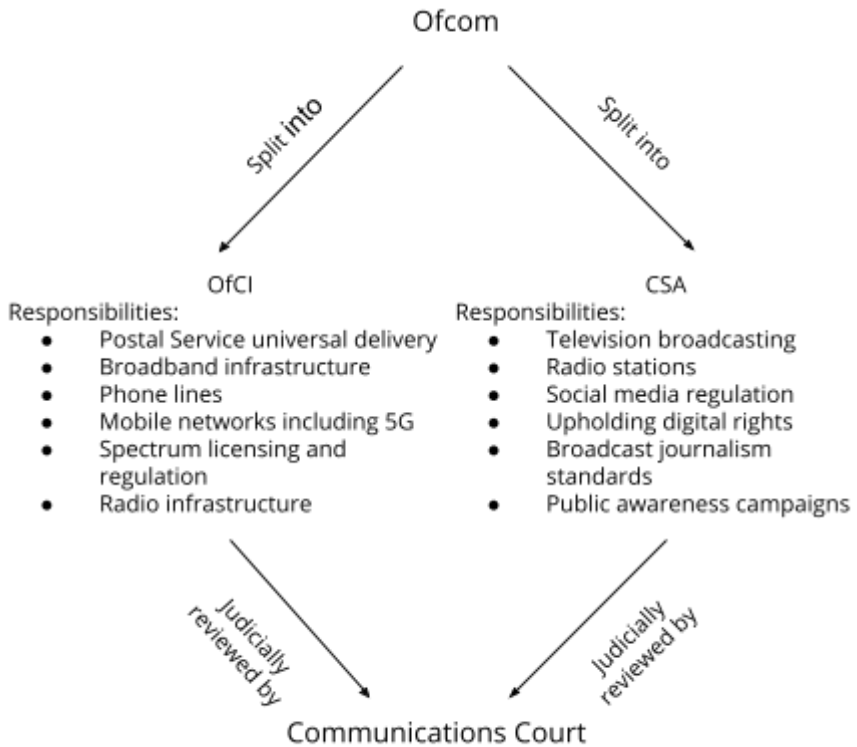 Ofcom
Split into
Split into
OfCI
Responsibilities:
● Postal Service universal delivery
● Broadband infrastructure
● Phone lines
● Mobile networks including 5G
● Spectrum licensing and
regulation
● Radio infrastructure
CSA
Responsibilities:
● Television broadcasting
● Radio stations
● Social media regulation
● Upholding digital rights
● Broadcast journalism
standards
● Public awareness campaigns
Judicially
reviewed by
Judicially
reviewed by
Communications Court